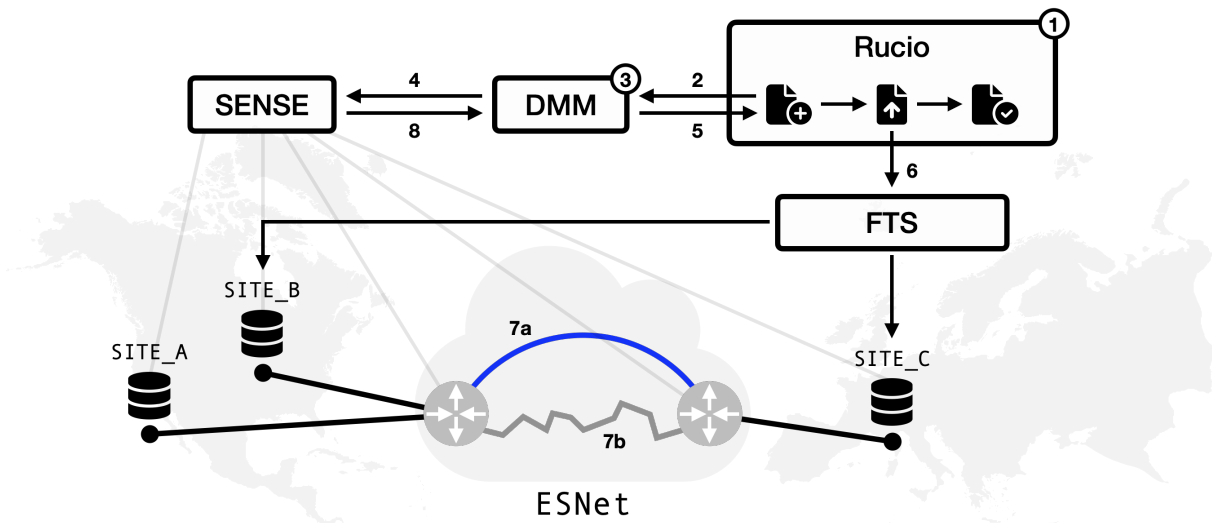 1
Rucio
4
3
2
SENSE
DMM
8
5
6
FTS
SITE_B
7a
SITE_A
SITE_C
7b
ESNet